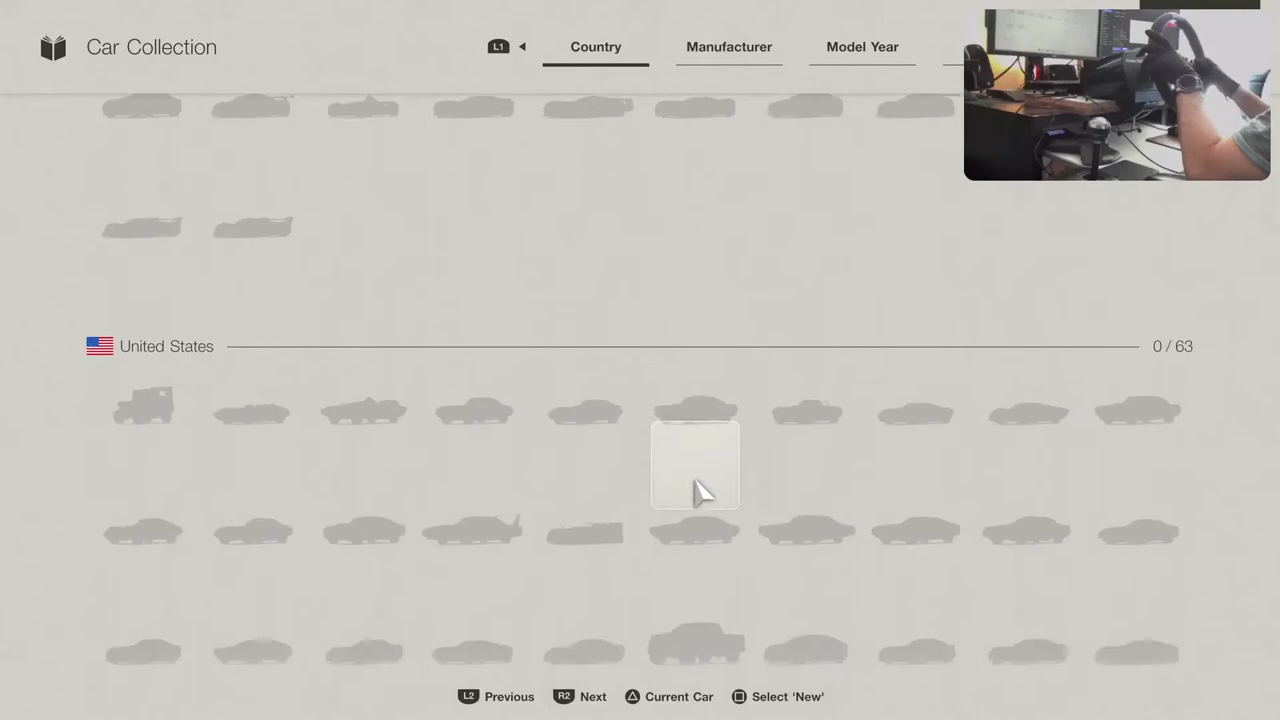 Car Collection
L1
Country
Manufacturer
Model Year
United States
0 / 63
L2 Previous
R2 Next
Current Car
Select 'New'